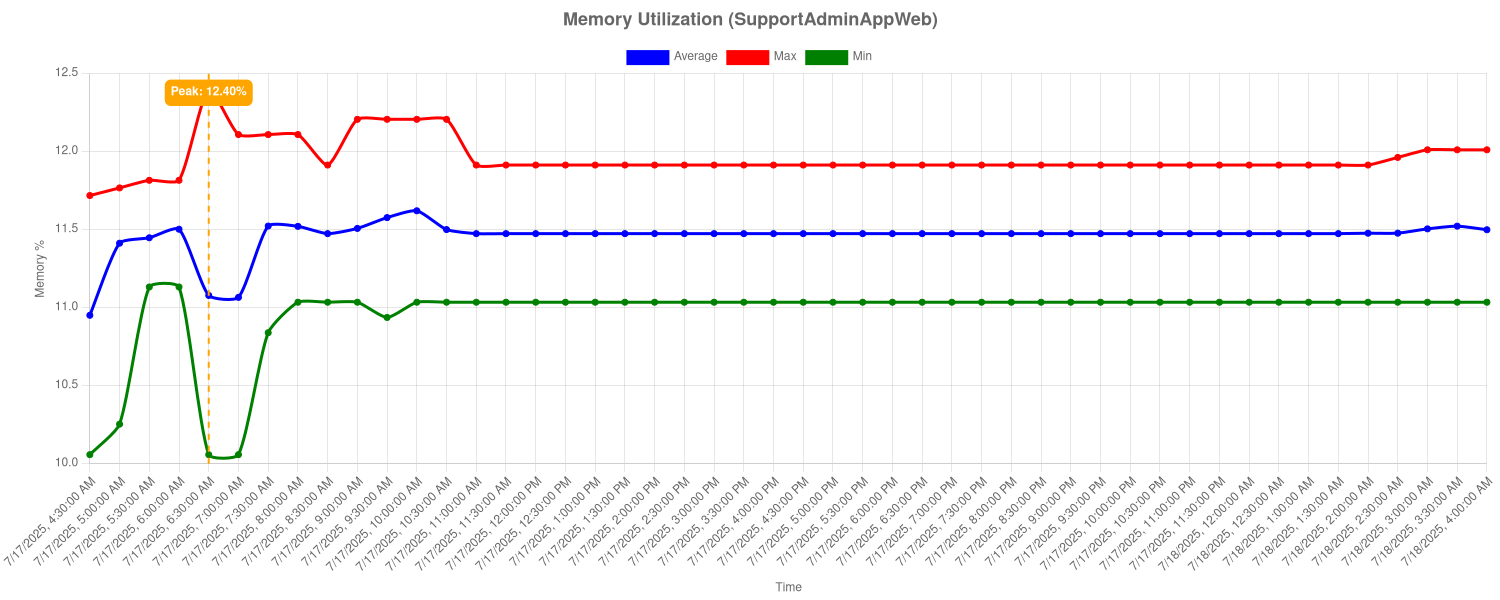 Memory Utilization (SupportAdminAppWeb)
Average Max Min
Peak: 12.40%
12.5
12.0
11.5
11.0
10.5
10.0
Memory %
7/17/2025, 4:30:00 AM
7/17/2025, 5:00:00 AM
7/17/2025, 5:30:00 AM
7/17/2025, 6:00:00 AM
7/17/2025, 6:30:00 AM
7/17/2025, 7:00:00 AM
7/17/2025, 7:30:00 AM
7/17/2025, 8:00:00 AM
7/17/2025, 8:30:00 AM
7/17/2025, 9:00:00 AM
7/17/2025, 9:30:00 AM
7/17/2025, 10:00:00 AM
7/17/2025, 10:30:00 AM
7/17/2025, 11:00:00 AM
7/17/2025, 11:30:00 AM
7/17/2025, 12:00:00 PM
7/17/2025, 12:30:00 PM
7/17/2025, 1:00:00 PM
7/17/2025, 1:30:00 PM
7/17/2025, 2:00:00 PM
7/17/2025, 2:30:00 PM
7/17/2025, 3:00:00 PM
7/17/2025, 3:30:00 PM
7/17/2025, 4:00:00 PM
7/17/2025, 4:30:00 PM
7/17/2025, 5:00:00 PM
7/17/2025, 5:30:00 PM
7/17/2025, 6:00:00 PM
7/17/2025, 6:30:00 PM
7/17/2025, 7:00:00 PM
7/17/2025, 7:30:00 PM
7/17/2025, 8:00:00 PM
7/17/2025, 8:30:00 PM
7/17/2025, 9:00:00 PM
7/17/2025, 9:30:00 PM
7/17/2025, 10:00:00 PM
7/17/2025, 10:30:00 PM
7/17/2025, 11:00:00 PM
7/17/2025, 11:30:00 PM
7/18/2025, 12:00:00 AM
7/18/2025, 12:30:00 AM
7/18/2025, 1:00:00 AM
7/18/2025, 1:30:00 AM
7/18/2025, 2:00:00 AM
7/18/2025, 2:30:00 AM
7/18/2025, 3:00:00 AM
7/18/2025, 3:30:00 AM
7/18/2025, 4:00:00 AM
Time